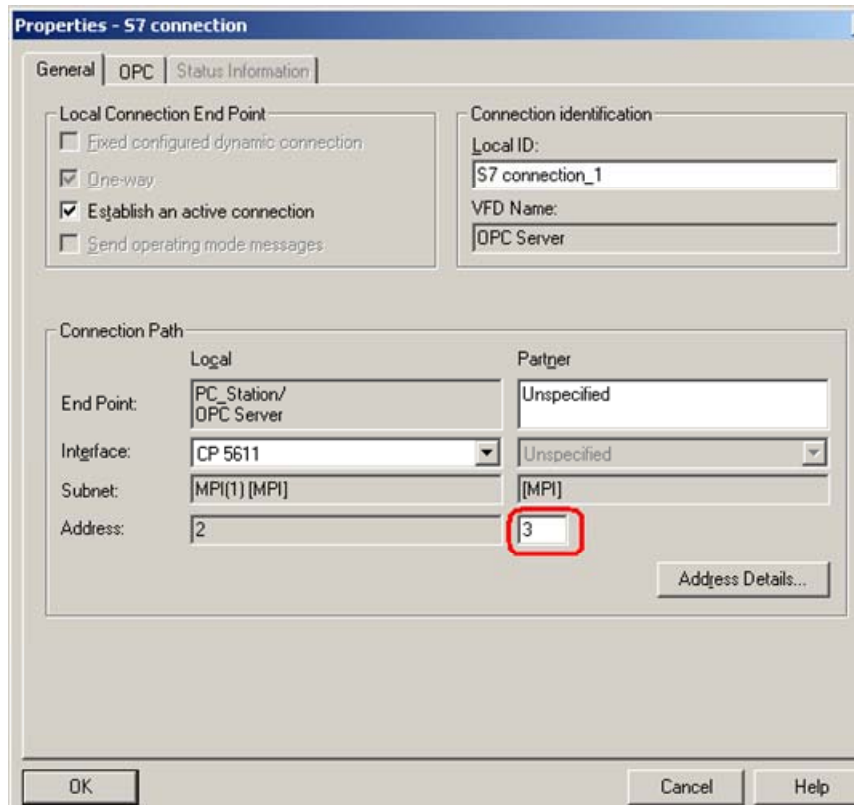 Properties - S7 connection
General
OPC
Status Information
Local Connection End Point
Fixed configured dynamic connection
One-way
Establish an active connection
Send operating mode messages
Connection identification
Local ID:
S7 connection_1
VFD Name:
OPC Server
Connection Path
Local
Partner
End Point:
PC_Station/
OPC Server
Unspecified
Interface:
CP 5611
Unspecified
Subnet:
MPI(1) [MPI]
[MPI]
Address:
2
3
Address Details...
OK
Cancel
Help